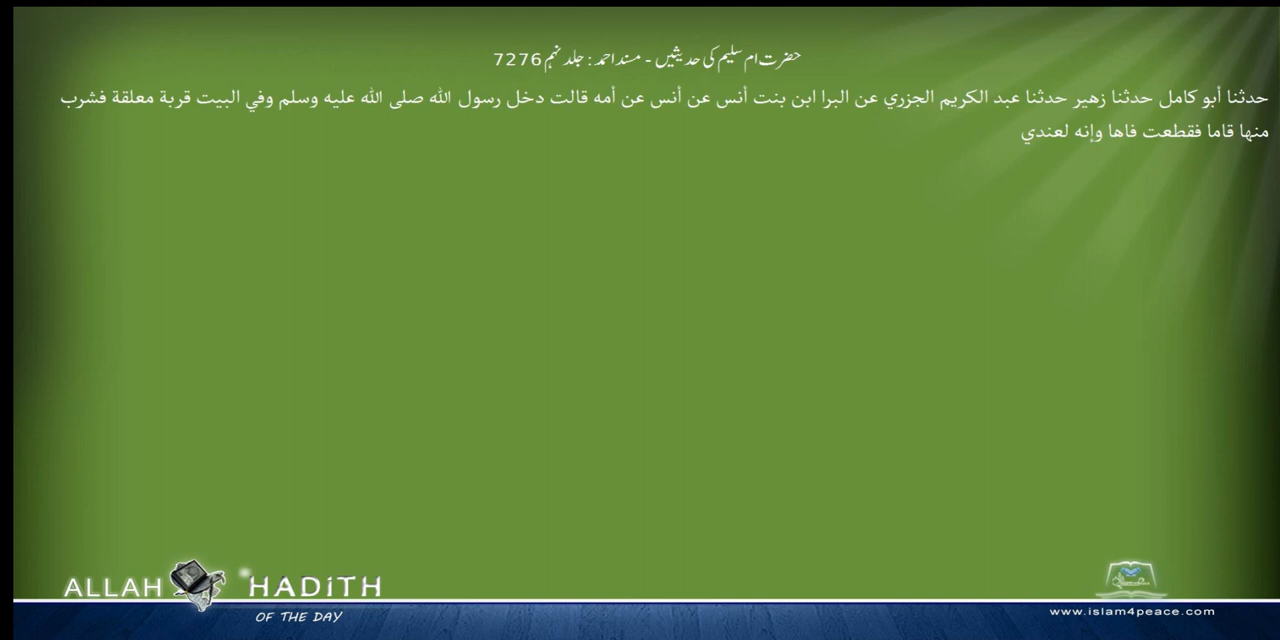 حضرت ام سلیم کی حدیثیں - مسند احمد : جلد نہم 7276
حدثنا أبو كامل حدثنا زهير حدثنا عبد الكريم الجزري عن البرا ابن بنت أنس عن أنس عن أمه قالت دخل رسول الله صلى الله عليه وسلم وفي البيت قربة معلقة فشرب
منها قاما فقطعت فاها وإنه لعندي
ALLAH HADITH
OF THE DAY
www.islam4peace.com